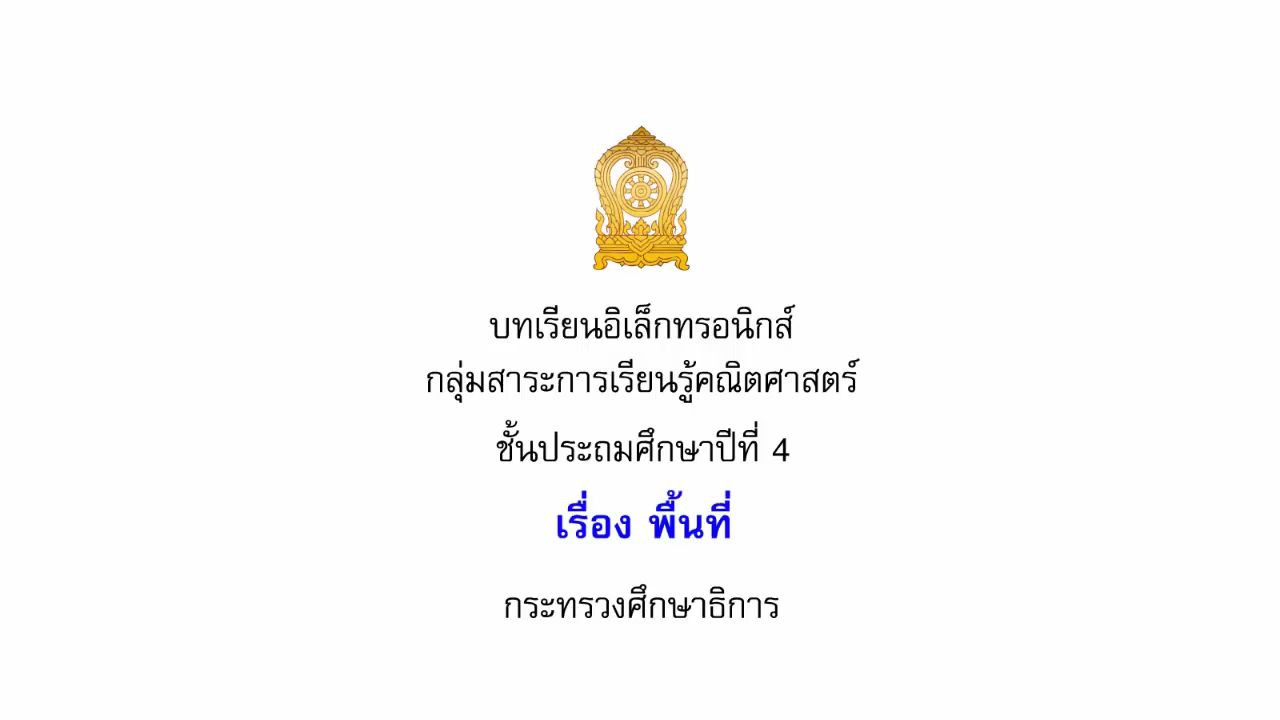 บทเรียนอิเล็กทรอนิกส์
กลุ่มสาระการเรียนรู้คณิตศาสตร์
ชั้นประถมศึกษาปีที่ 4
เรื่อง พื้นที่
กระทรวงศึกษาธิการ